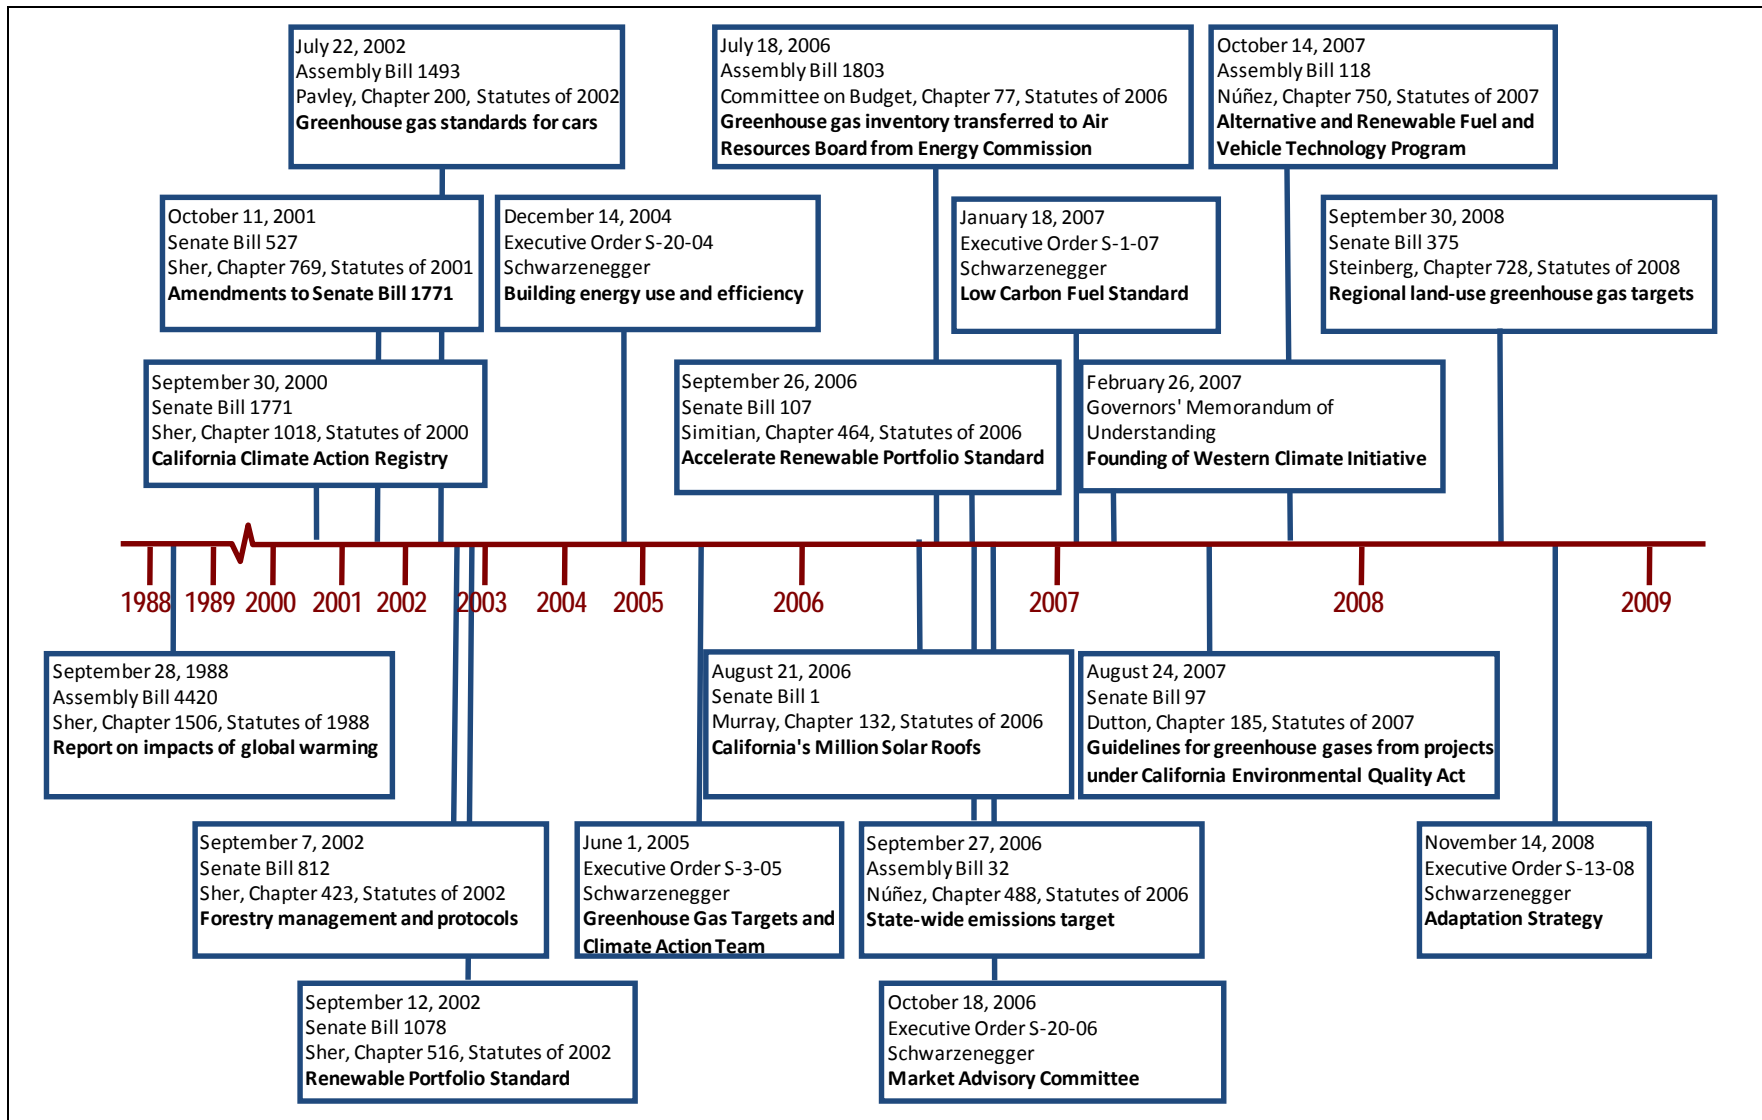 July 22, 2002
Assembly Bill 1493
Pavley, Chapter 200, Statutes of 2002
Greenhouse gas standards for cars
July 18, 2006
Assembly Bill 1803
Committee on Budget, Chapter 77, Statutes of 2006
Greenhouse gas inventory transferred to Air
Resources Board from Energy Commission
October 14, 2007
Assembly Bill 118
Núñez, Chapter 750, Statutes of 2007
Alternative and Renewable Fuel and
Vehicle Technology Program
October 11, 2001
Senate Bill 527
Sher, Chapter 769, Statutes of 2001
Amendments to Senate Bill 1771
December 14, 2004
Executive Order S-20-04
Schwarzenegger
Building energy use and efficiency
January 18, 2007
Executive Order S-1-07
Schwarzenegger
Low Carbon Fuel Standard
September 30, 2008
Senate Bill 375
Steinberg, Chapter 728, Statutes of 2008
Regional land-use greenhouse gas targets
September 30, 2000
Senate Bill 1771
Sher, Chapter 1018, Statutes of 2000
California Climate Action Registry
September 26, 2006
Senate Bill 107
Simitian, Chapter 464, Statutes of 2006
Accelerate Renewable Portfolio Standard
February 26, 2007
Governors' Memorandum of
Understanding
Founding of Western Climate Initiative
1988 1989 2000 2001 2002 2003 2004 2005 2006 2007 2008 2009
September 28, 1988
Assembly Bill 4420
Sher, Chapter 1506, Statutes of 1988
Report on impacts of global warming
August 21, 2006
Senate Bill 1
Murray, Chapter 132, Statutes of 2006
California's Million Solar Roofs
August 24, 2007
Senate Bill 97
Dutton, Chapter 185, Statutes of 2007
Guidelines for greenhouse gases from projects
under California Environmental Quality Act
September 7, 2002
Senate Bill 812
Sher, Chapter 423, Statutes of 2002
Forestry management and protocols
June 1, 2005
Executive Order S-3-05
Schwarzenegger
Greenhouse Gas Targets and
Climate Action Team
September 27, 2006
Assembly Bill 32
Núñez, Chapter 488, Statutes of 2006
State-wide emissions target
November 14, 2008
Executive Order S-13-08
Schwarzenegger
Adaptation Strategy
September 12, 2002
Senate Bill 1078
Sher, Chapter 516, Statutes of 2002
Renewable Portfolio Standard
October 18, 2006
Executive Order S-20-06
Schwarzenegger
Market Advisory Committee